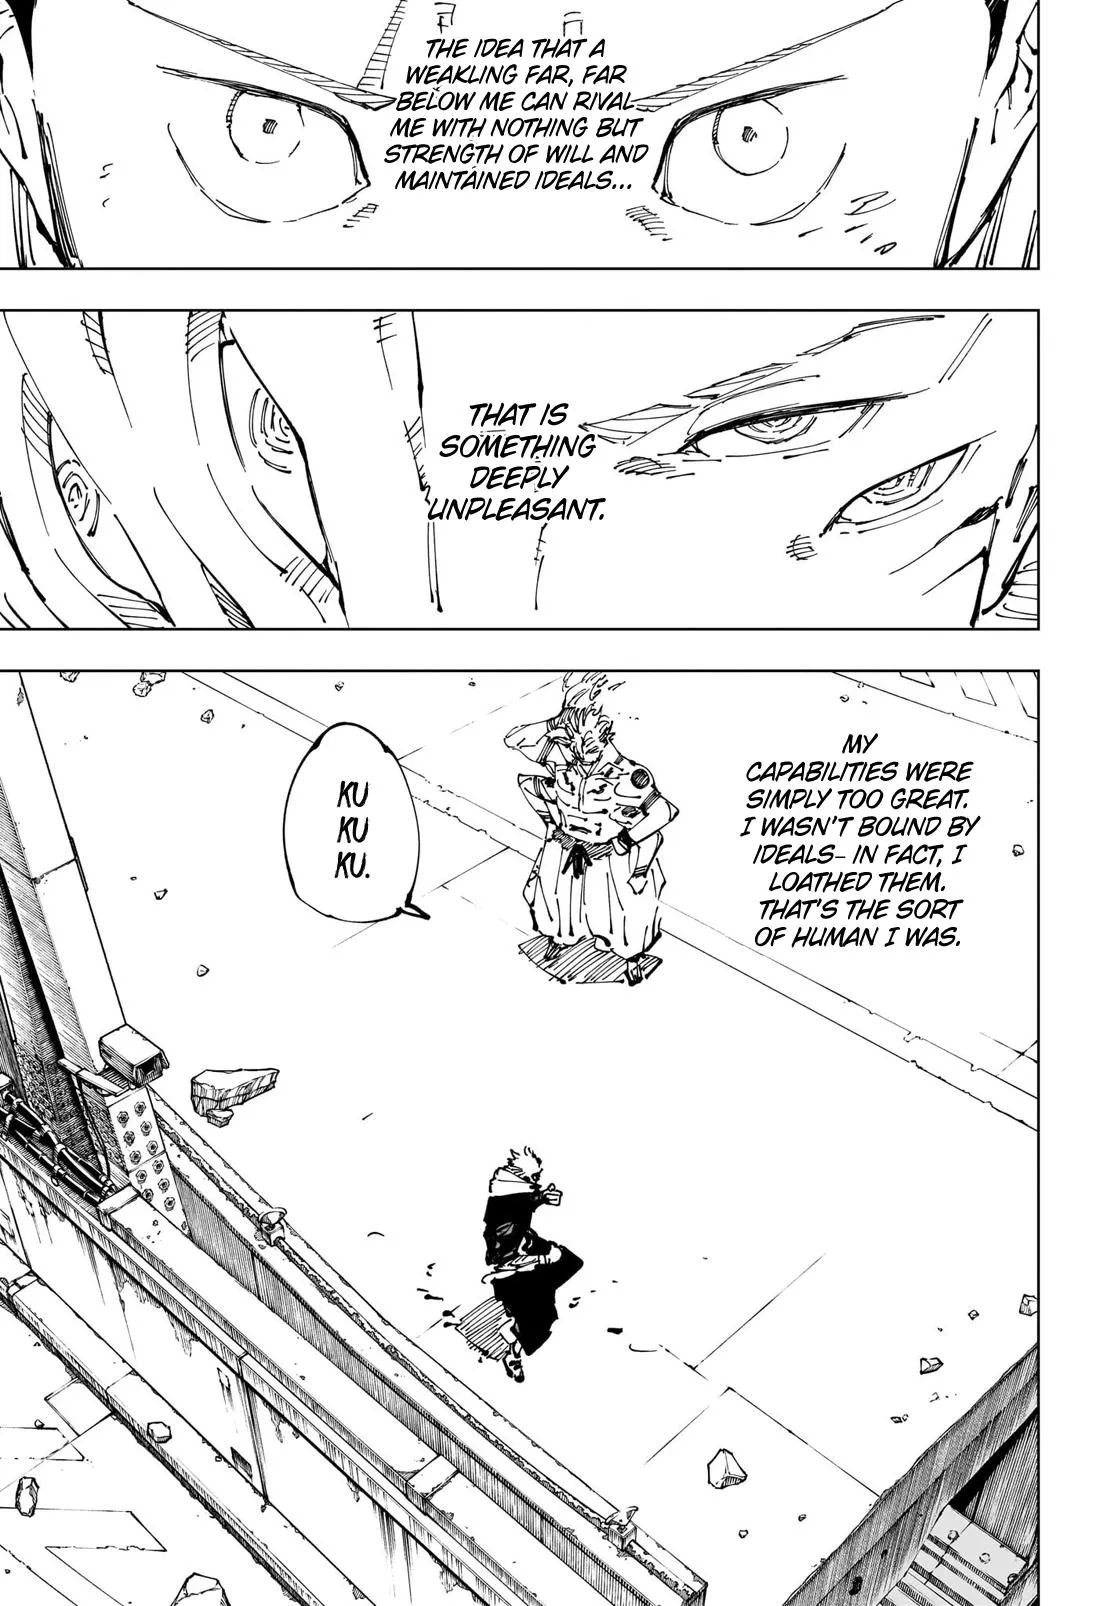 THE IDEA THAT A
WEAKLING FAR, FAR
BELOW ME CAN RIVAL
ME WITH NOTHING BUT
STRENGTH OF WILL AND
MAINTAINED IDEALS...
THAT IS
SOMETHING
DEEPLY
UNPLEASANT.
MY
CAPABILITIES WERE
SIMPLY TOO GREAT.
I WASN'T BOUND BY
IDEALS– IN FACT, I
LOATHED THEM.
THAT'S THE SORT
OF HUMAN I WAS.
KU
KU
KU.